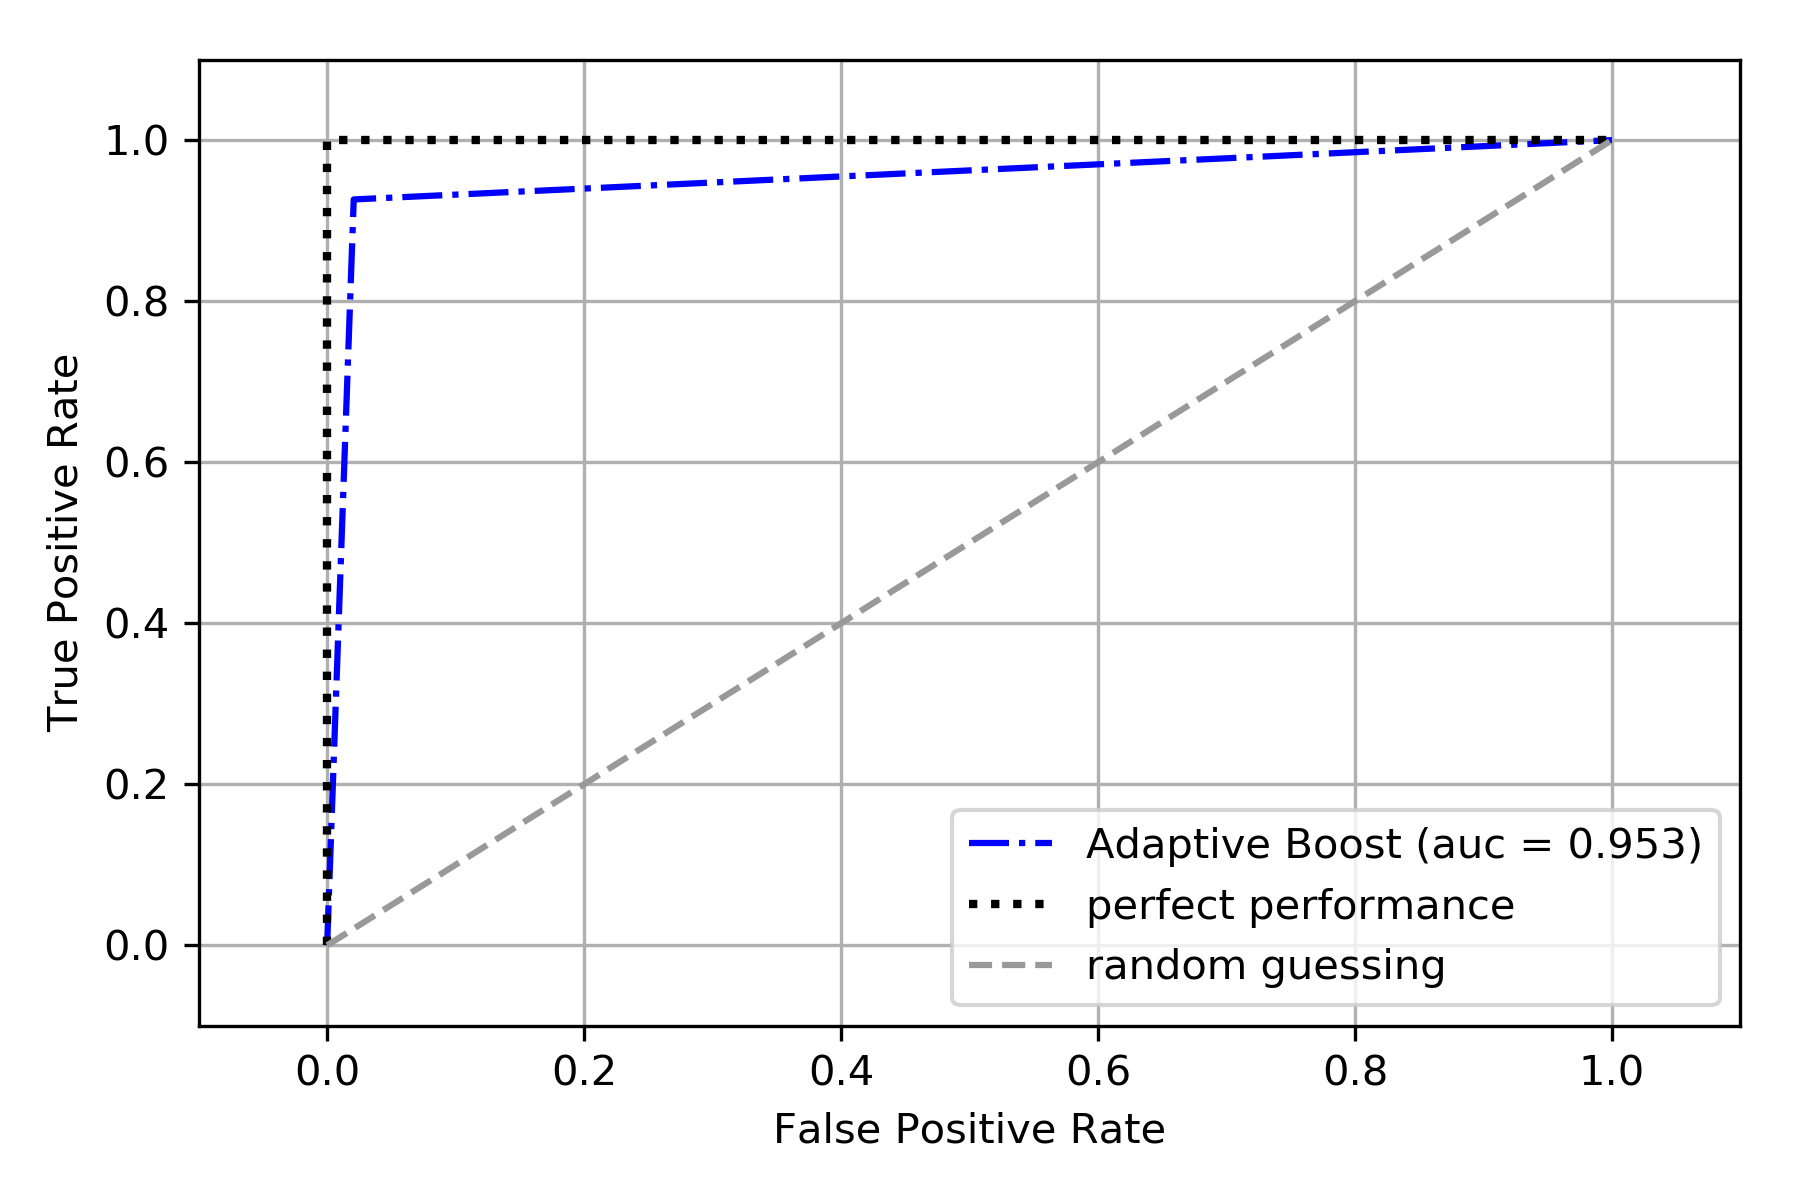 1.0
0.8
0.6
0.4
0.2
0.0
True Positive Rate
Adaptive Boost (auc = 0.953)
perfect performance
random guessing
0.0 0.2 0.4 0.6 0.8 1.0
False Positive Rate